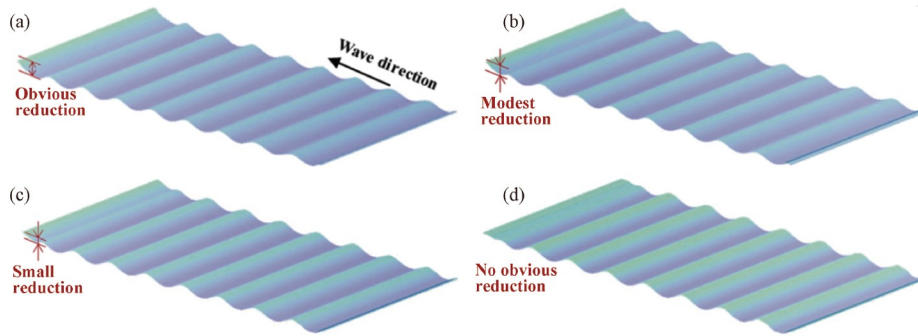 (a)
Wave direction
Obvious
reduction
(b)
Modest
reduction
(c)
Small
reduction
(d)
No obvious
reduction